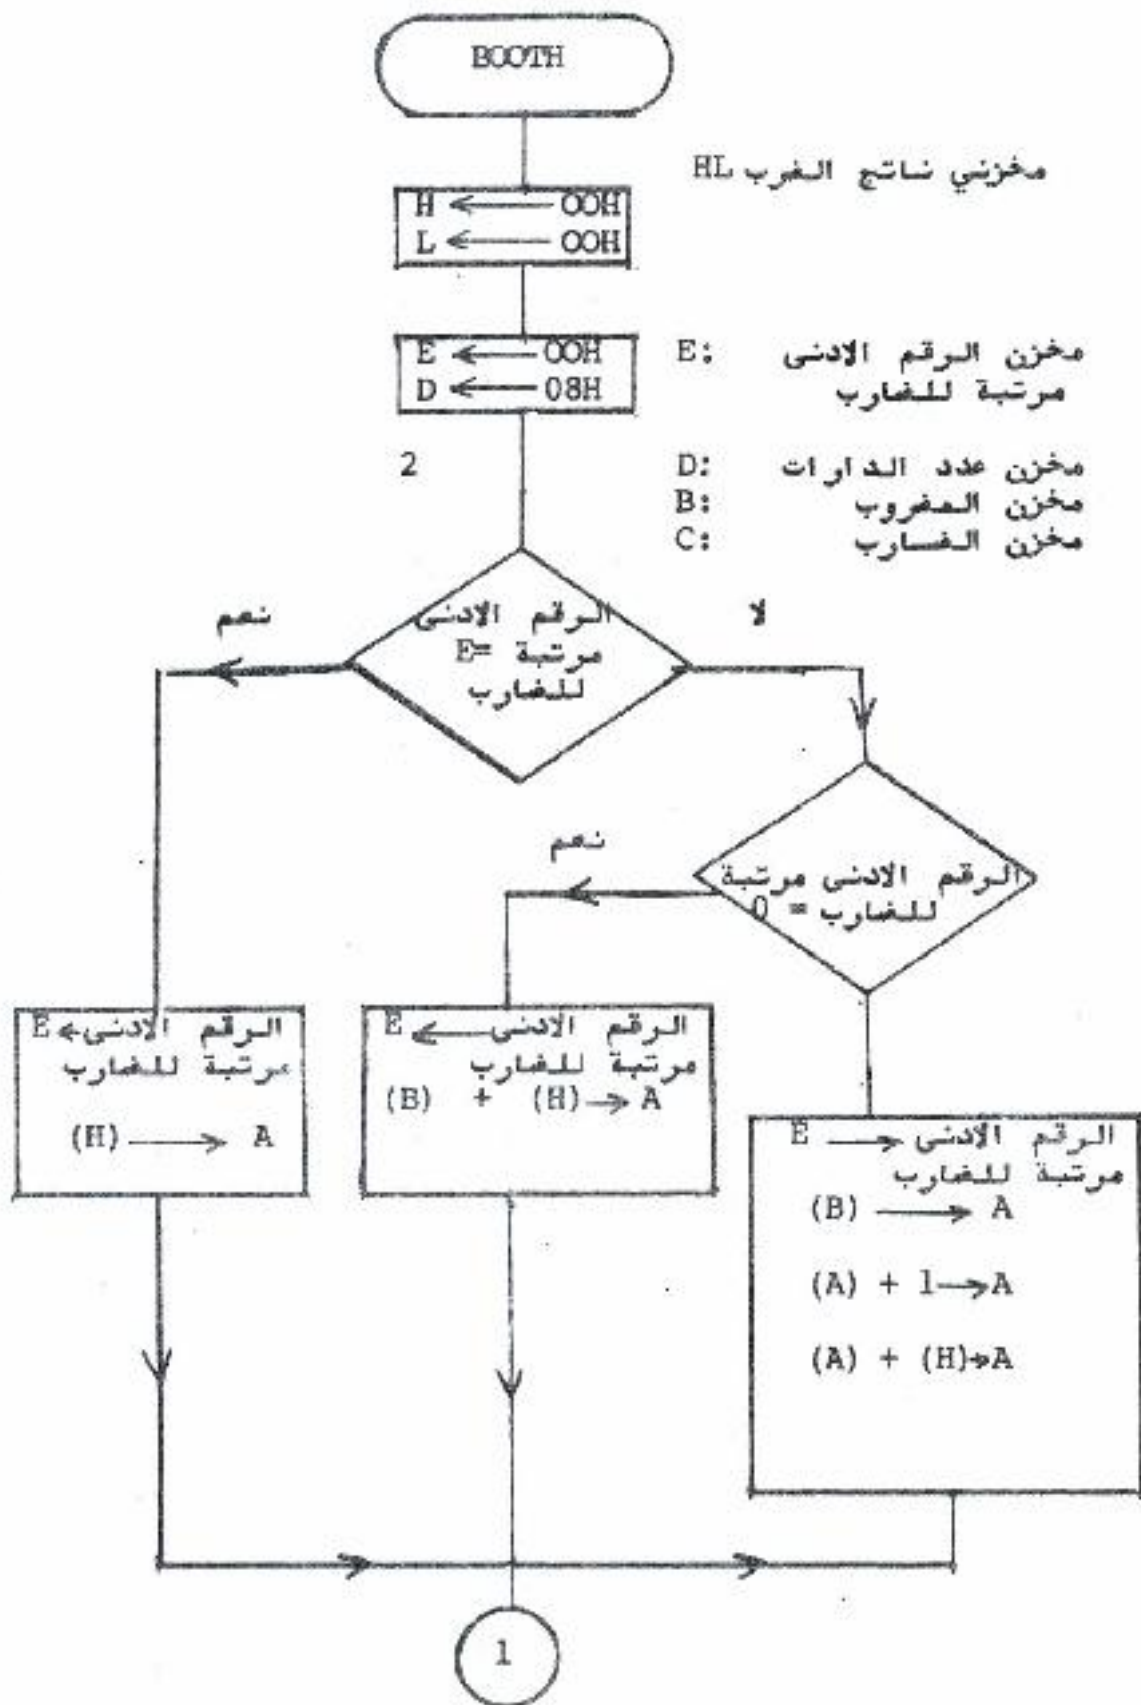 BOOTH
مخزني ناتج الضرب HL
H ← 00H
L ← 00H
E ← 00H
D ← 08H
E: مخزن الرقم الادنى
مرتبة للضارب
2
D: مخزن عدد الدارات
B: مخزن المضروب
C: مخزن الضارب
نعم
لا
الرقم الادنى
مرتبة =E
للضارب
نعم
الرقم الادنى مرتبة
للضارب = 0
E ← الرقم الادنى
مرتبة للضارب
(H) → A
E ← الرقم الادنى
مرتبة للضارب
(B) + (H) → A
E → الرقم الادنى
مرتبة للضارب
(B) → A
(A) + 1 → A
(A) + (H) → A
1